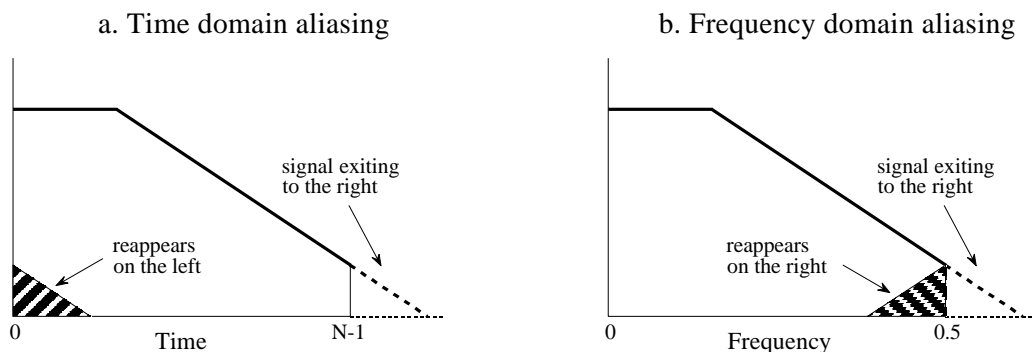 a. Time domain aliasing
signal exiting
to the right
reappears
on the left
0
N-1
Time
b. Frequency domain aliasing
signal exiting
to the right
reappears
on the right
0
0.5
Frequency